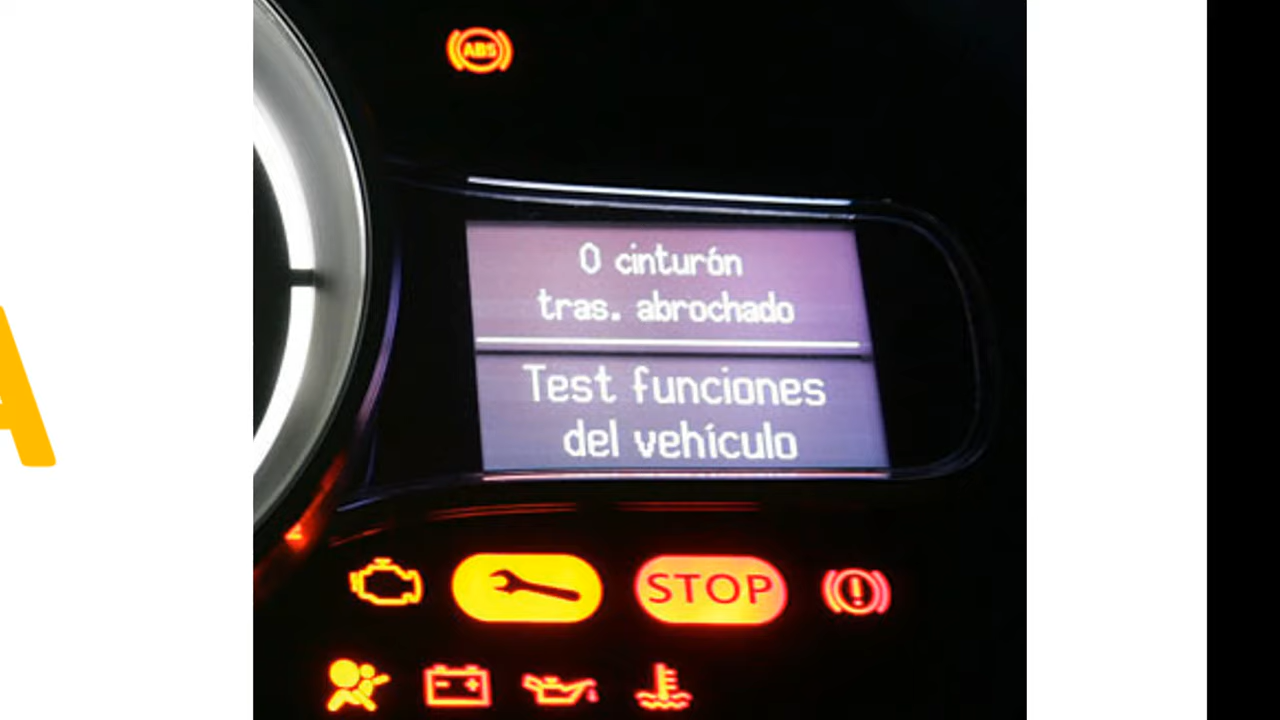 A
ABS
0 cinturón
tras. abrochado
Test funciones
del vehículo
STOP